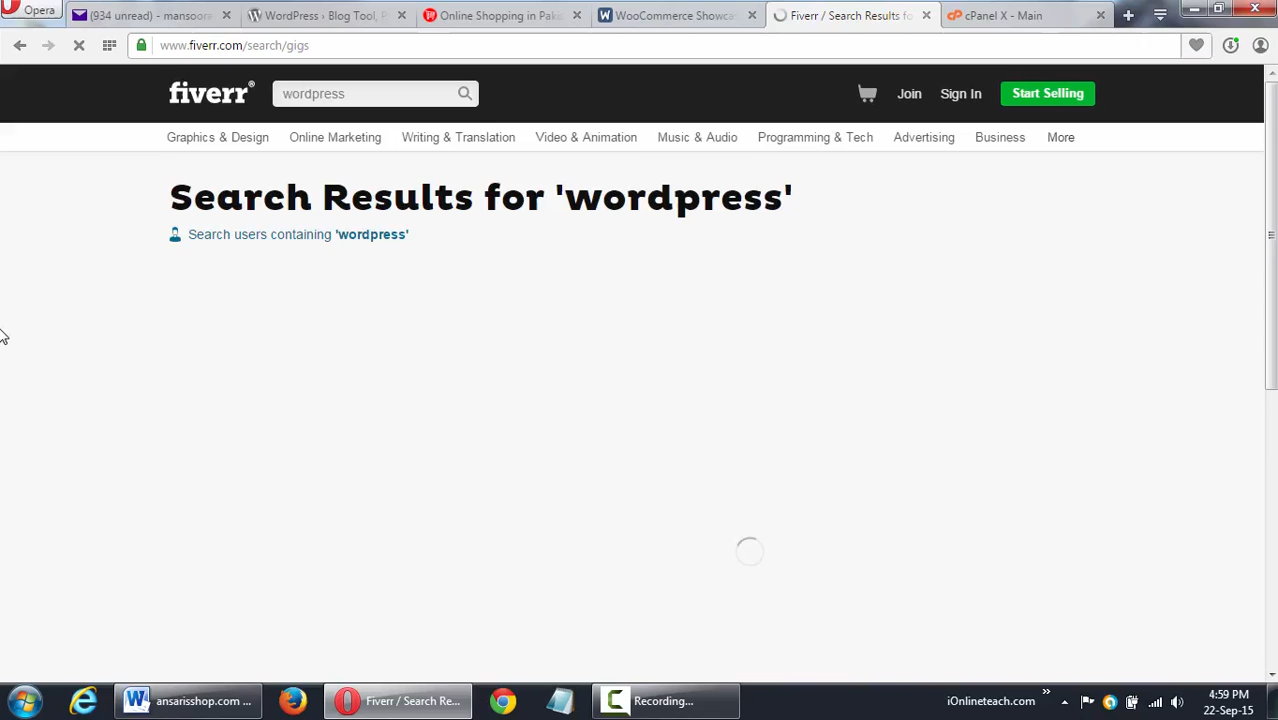 Opera
(934 unread) - mansoora
WordPress › Blog Tool, P
Online Shopping in Paku
WooCommerce Showcas
Fiverr / Search Results fo
cPanel X - Main
www.fiverr.com/search/gigs
fiverr®
wordpress
Join
Sign In
Start Selling
Graphics & Design
Online Marketing
Writing & Translation
Video & Animation
Music & Audio
Programming & Tech
Advertising
Business
More
Search Results for 'wordpress'
Search users containing 'wordpress'
ansarisshop.com ...
Fiverr / Search Re...
Recording...
iOnlineteach.com
4:59 PM
22-Sep-15